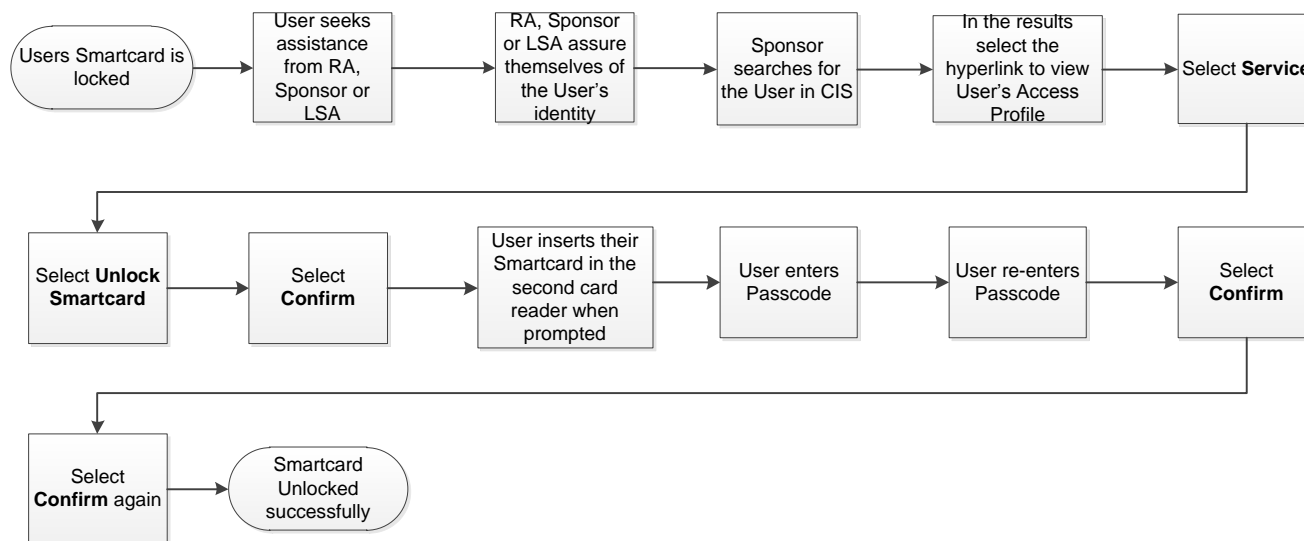 Users Smartcard is
locked
User seeks
assistance
from RA,
Sponsor or
LSA
RA, Sponsor
or LSA assure
themselves of
the User's
identity
Sponsor
searches for
the User in CIS
In the results
select the
hyperlink to view
User's Access
Profile
Select Service
Select Unlock
Smartcard
Select
Confirm
User inserts their
Smartcard in the
second card
reader when
prompted
User enters
Passcode
User re-enters
Passcode
Select
Confirm
Select
Confirm again
Smartcard
Unlocked
successfully